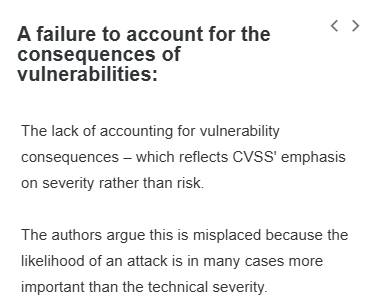 A failure to account for the
consequences of
vulnerabilities:
The lack of accounting for vulnerability
consequences – which reflects CVSS' emphasis
on severity rather than risk.
The authors argue this is misplaced because the
likelihood of an attack is in many cases more
important than the technical severity.